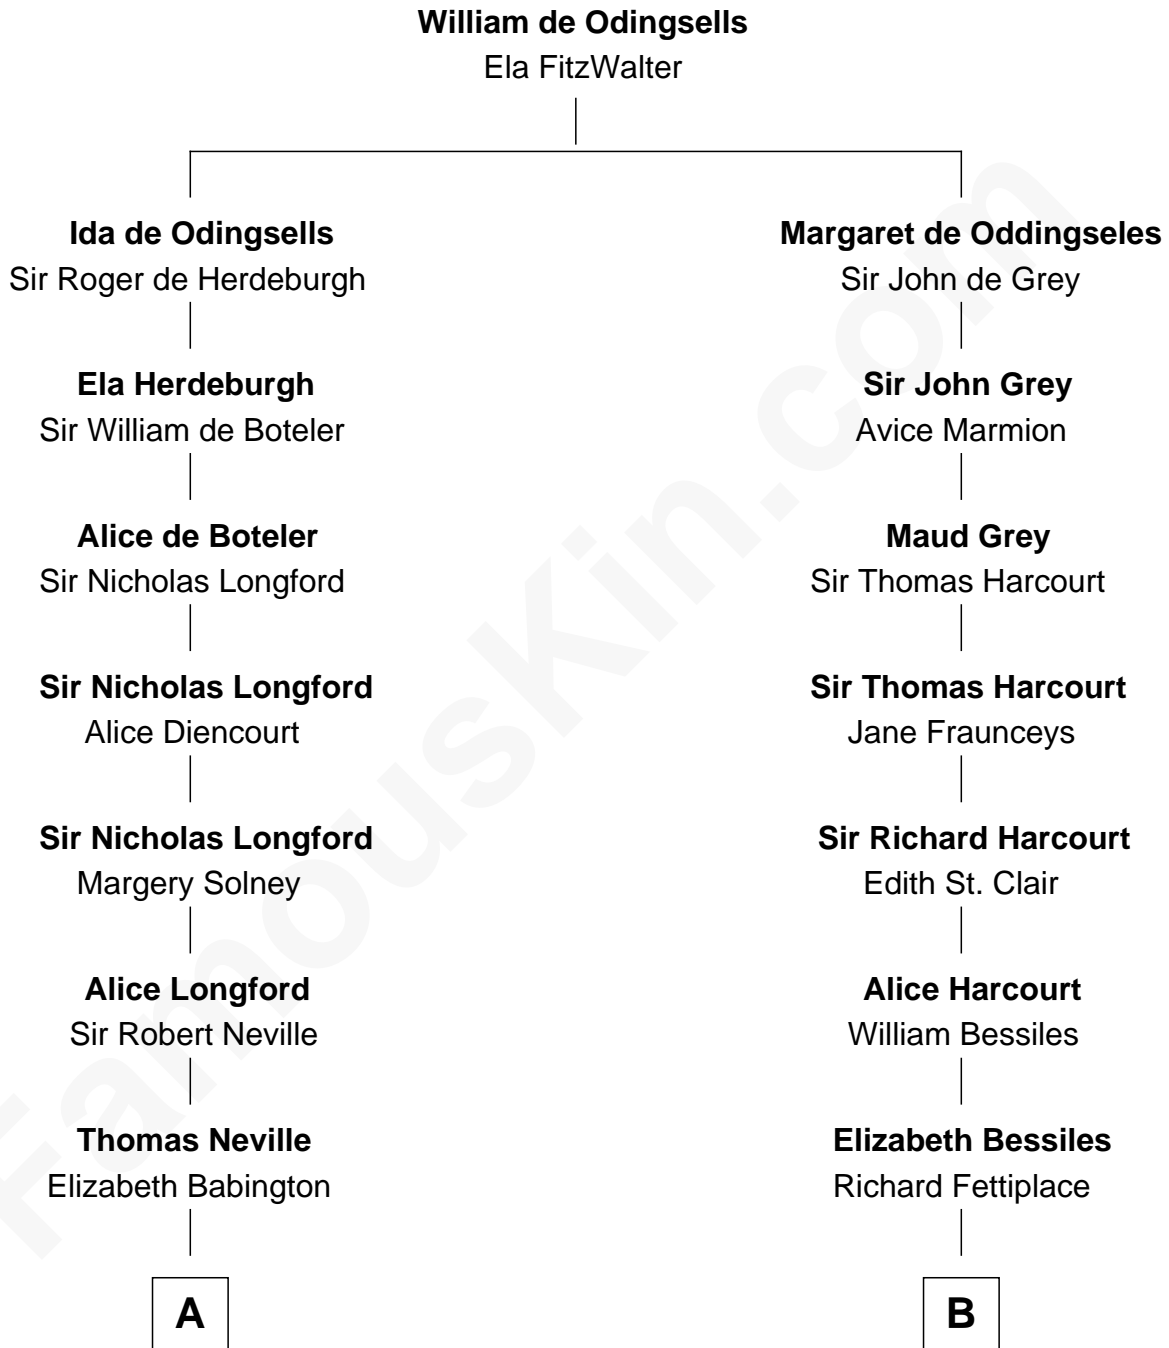 William de Odingsells
Ela FitzWalter
Ida de Odingsells
Sir Roger de Herdeburgh
Margaret de Oddingseles
Sir John de Grey
Ela Herdeburgh
Sir William de Boteler
Sir John Grey
Avice Marmion
Alice de Boteler
Sir Nicholas Longford
Maud Grey
Sir Thomas Harcourt
Sir Nicholas Longford
Alice Diencourt
Sir Thomas Harcourt
Jane Fraunceys
Sir Nicholas Longford
Margery Solney
Sir Richard Harcourt
Edith St. Clair
Alice Longford
Sir Robert Neville
Alice Harcourt
William Bessiles
Thomas Neville
Elizabeth Babington
Elizabeth Bessiles
Richard Fettiplace
A
B
FamousKin.com